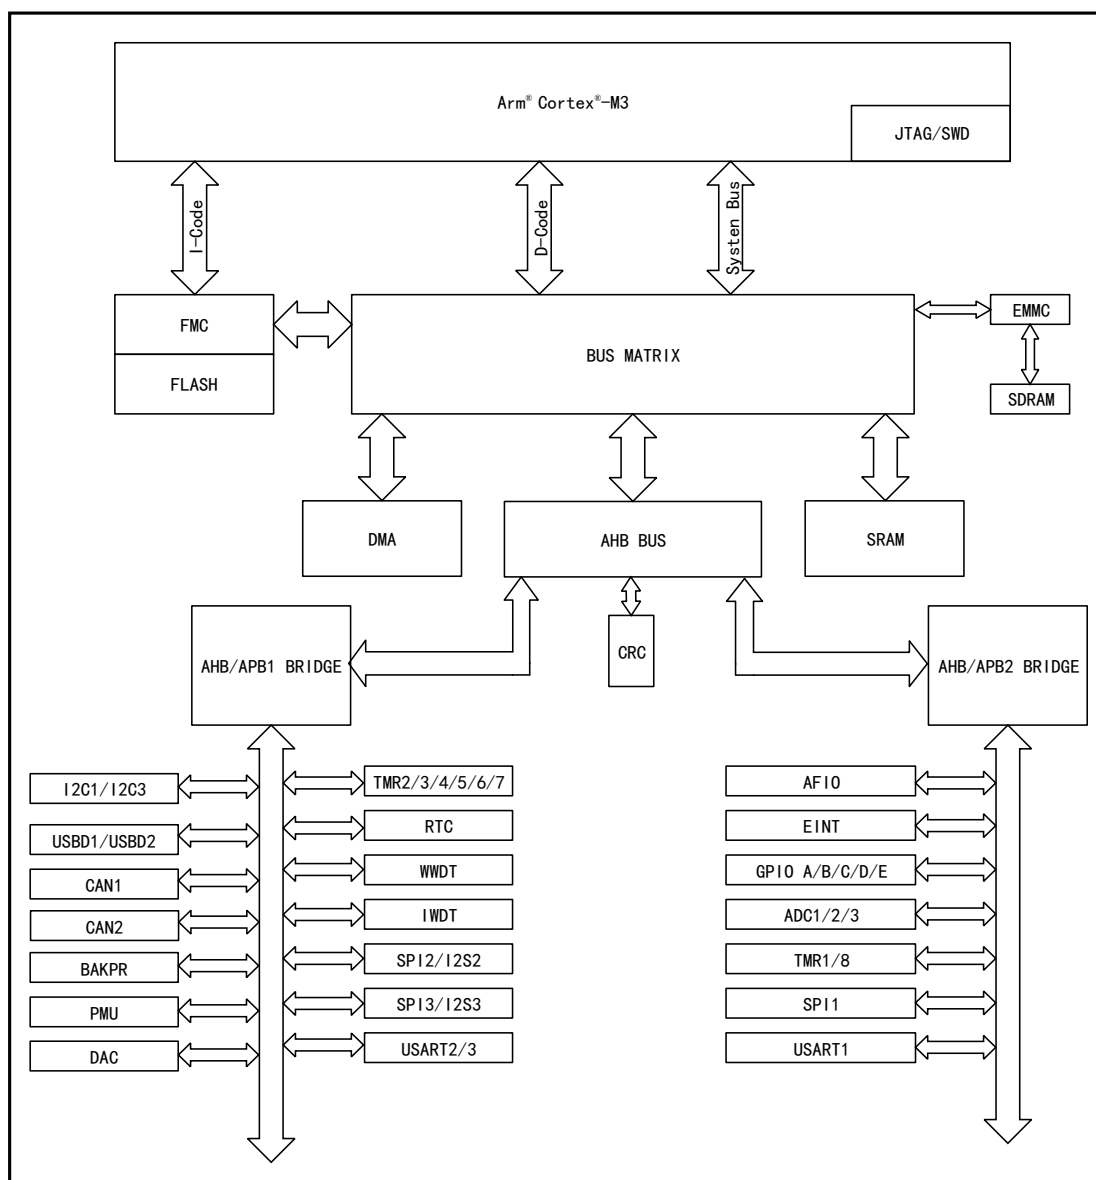 Arm® Cortex®-M3
JTAG/SWD
I-Code
D-Code
Systen Bus
FMC
FLASH
BUS MATRIX
EMMC
SDRAM
DMA
AHB BUS
SRAM
AHB/APB1 BRIDGE
CRC
AHB/APB2 BRIDGE
I2C1/I2C3
USBD1/USBD2
CAN1
CAN2
BAKPR
PMU
DAC
TMR2/3/4/5/6/7
RTC
WWDT
IWDT
SPI2/I2S2
SPI3/I2S3
USART2/3
AFIO
EINT
GPIO A/B/C/D/E
ADC1/2/3
TMR1/8
SPI1
USART1